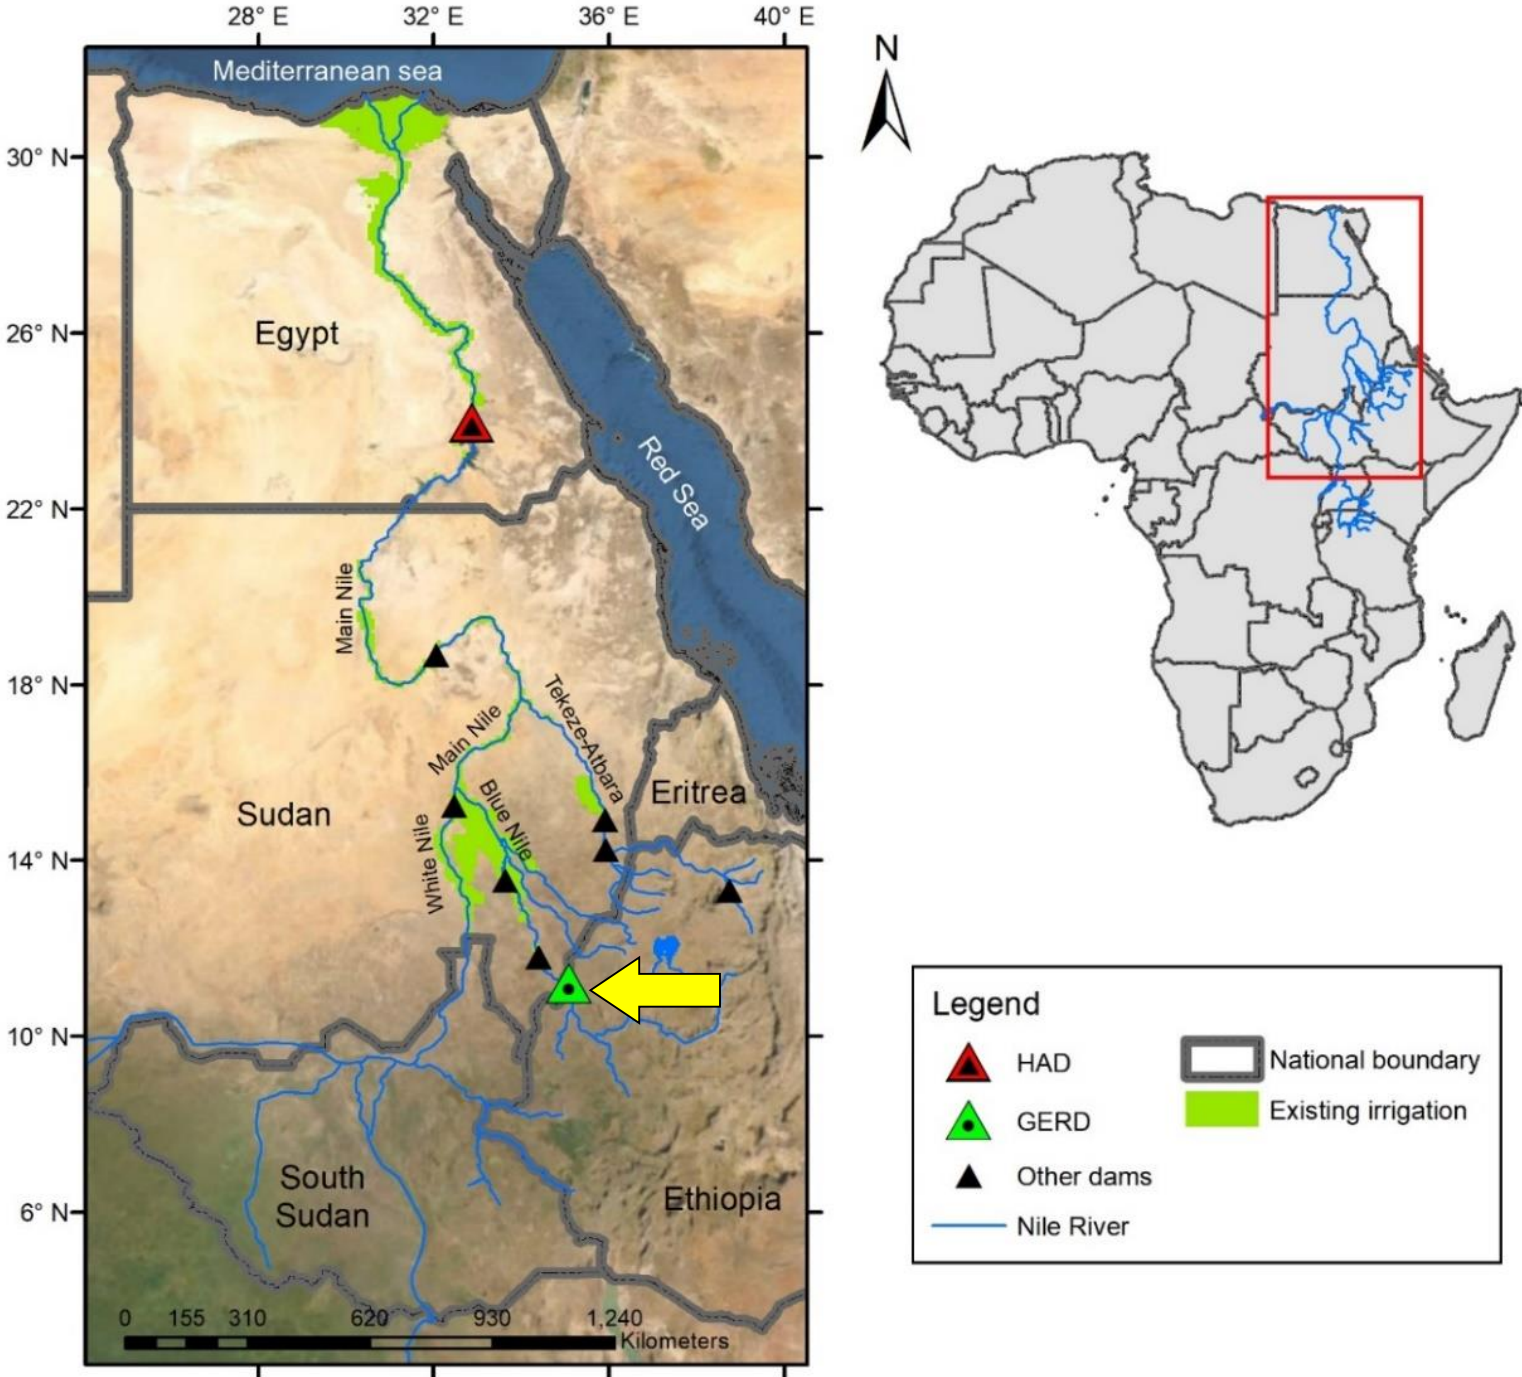 28° E 32° E 36° E 40° E
Mediterranean sea
N
30° N
Egypt
26° N
Red Sea
22° N
Main Nile
18° N
Tekeze-Atbara
Main Nile
Eritrea
Sudan
Blue Nile
White Nile
14° N
10° N
South
Sudan
Ethiopia
6° N
0 155 310 620 930 1,240
Kilometers
Legend
HAD
GERD
Other dams
Nile River
National boundary
Existing irrigation